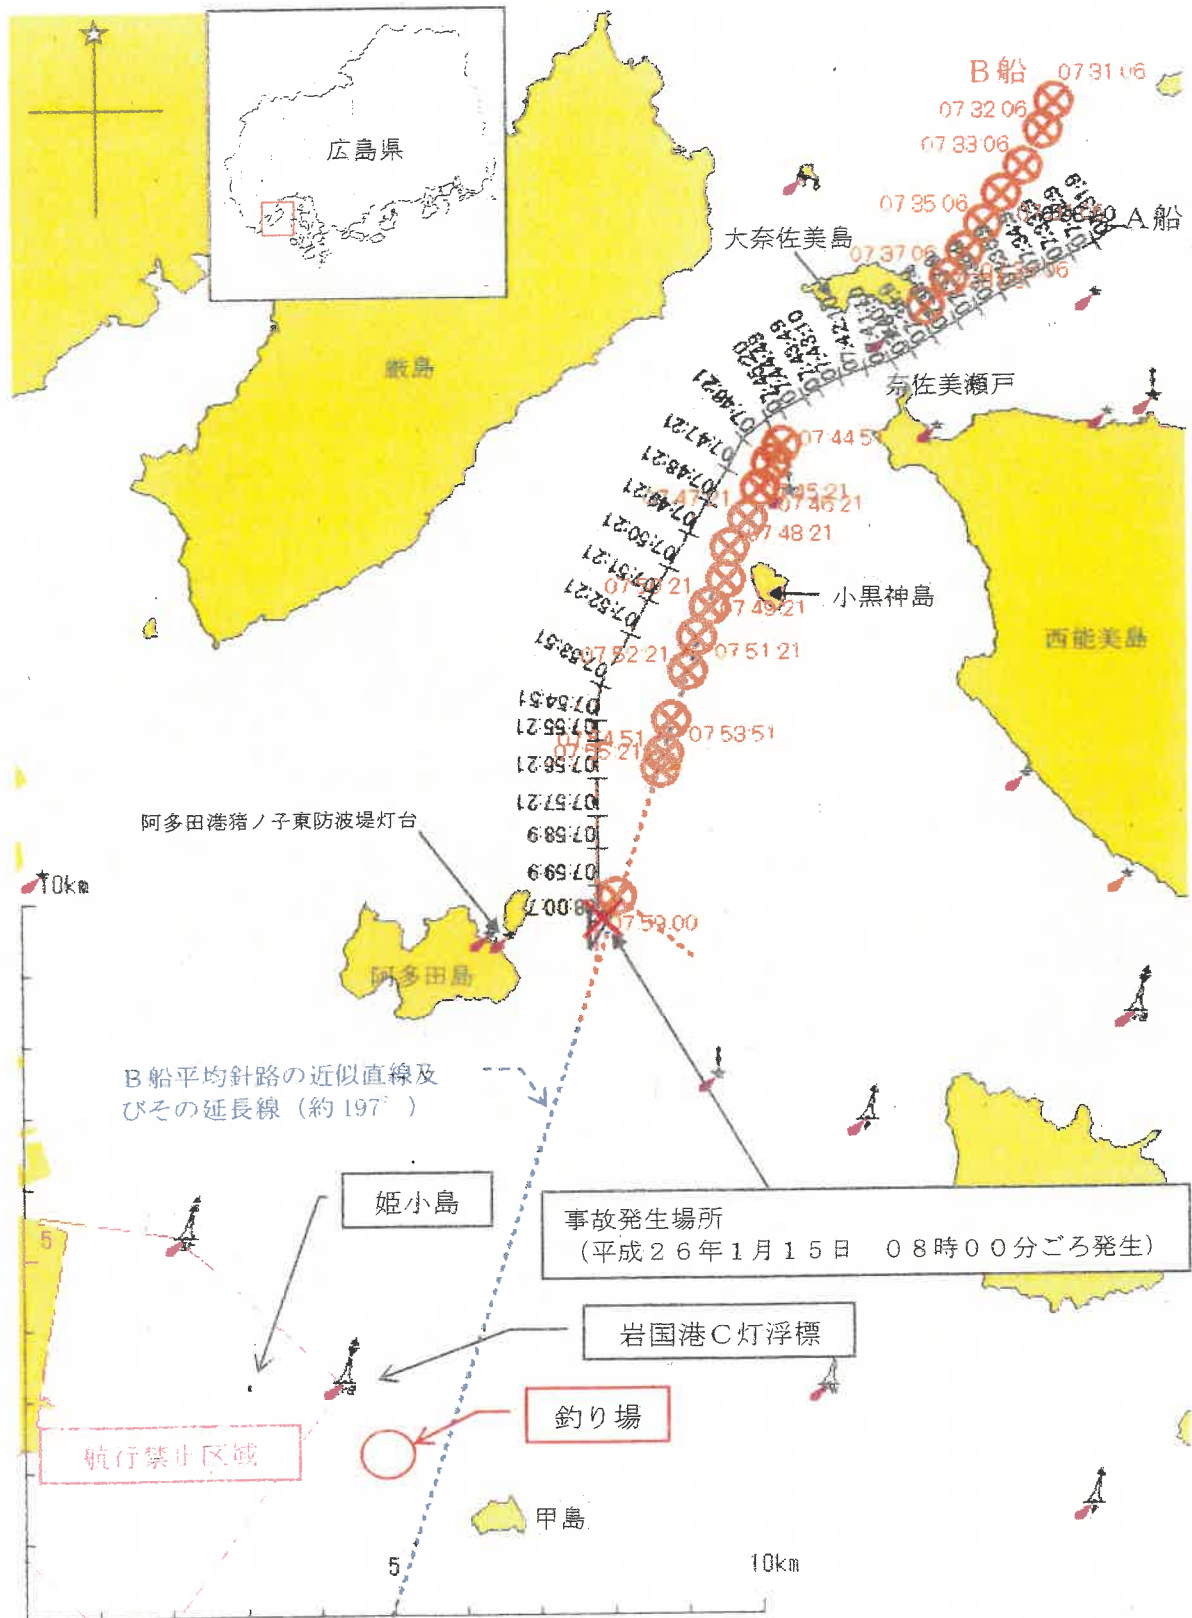 広島県
B船
07 31 06
07 32 06
07 33 06
07 35 06
07 37 06
A船
大奈佐美島
奈佐美瀬戸
厳島
07:43:10
07:46:21
07:47:21
07:48:21
07:49:21
07:50:21
07:51:21
07:52:21
07:53:51
07:54:51
07:55:21
07:56:21
07:57:21
07:58:9
07:59:9
07 46 21
07 48 21
07 49 21
07 51 21
07 52 21
07 53 51
07 59 00
小黒神島
西能美島
阿多田港猪ノ子東防波堤灯台
10km
阿多田島
B船平均針路の近似直線及
びその延長線（約197°）
姫小島
事故発生場所
（平成26年1月15日　08時00分ごろ発生）
5
岩国港C灯浮標
釣り場
航行禁止区域
甲島
5
10km